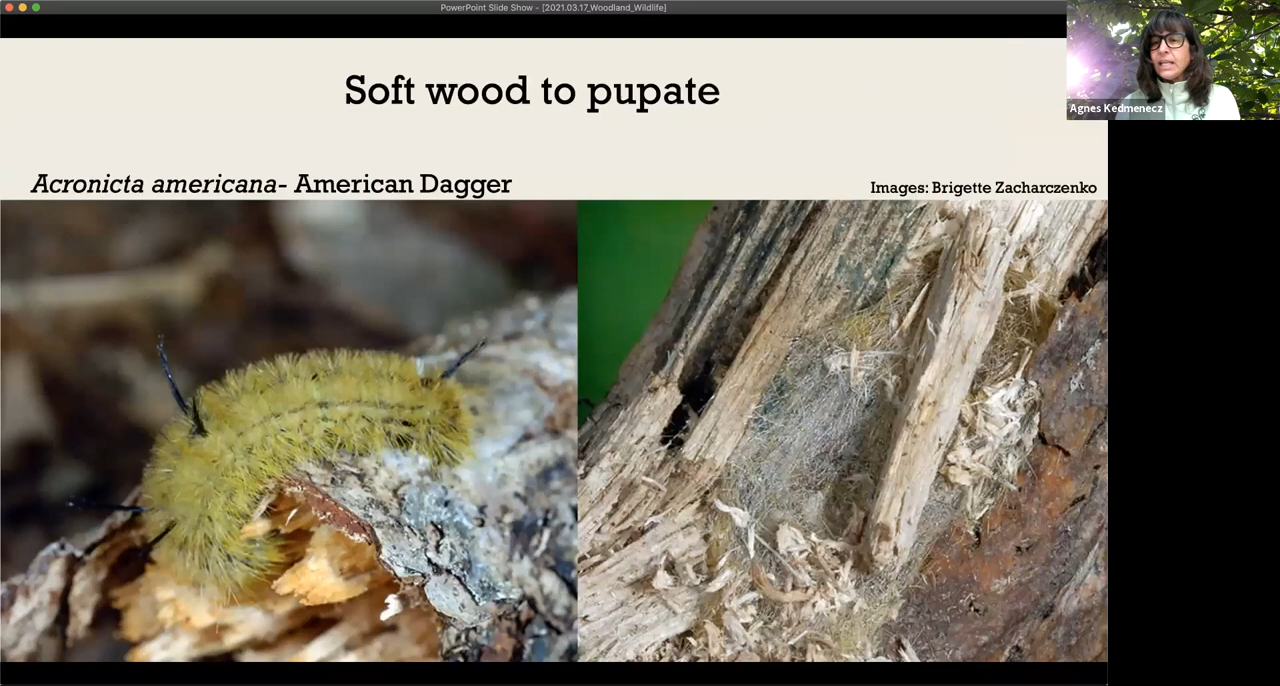 PowerPoint Slide Show - [2021.03.17_Woodland_Wildlife]
Agnes Kedmenecz
Soft wood to pupate
Acronicta americana- American Dagger
Images: Brigette Zacharczenko